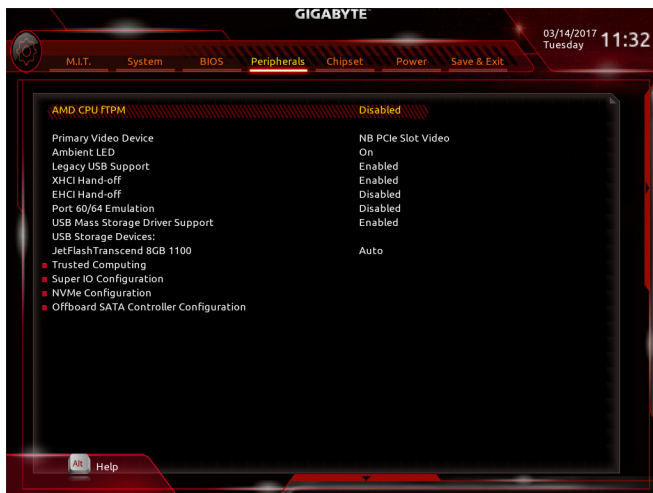 GIGABYTE
03/14/2017 Tuesday 11:32
M.I.T. System BIOS Peripherals Chipset Power Save & Exit
AMD CPU fTPM Disabled
Primary Video Device NB PCIe Slot Video
Ambient LED On
Legacy USB Support Enabled
XHCI Hand-off Enabled
EHCI Hand-off Disabled
Port 60/64 Emulation Disabled
USB Mass Storage Driver Support Enabled
USB Storage Devices:
JetFlashTranscend 8GB 1100 Auto
Trusted Computing
Super IO Configuration
NVMe Configuration
Offboard SATA Controller Configuration
Alt Help